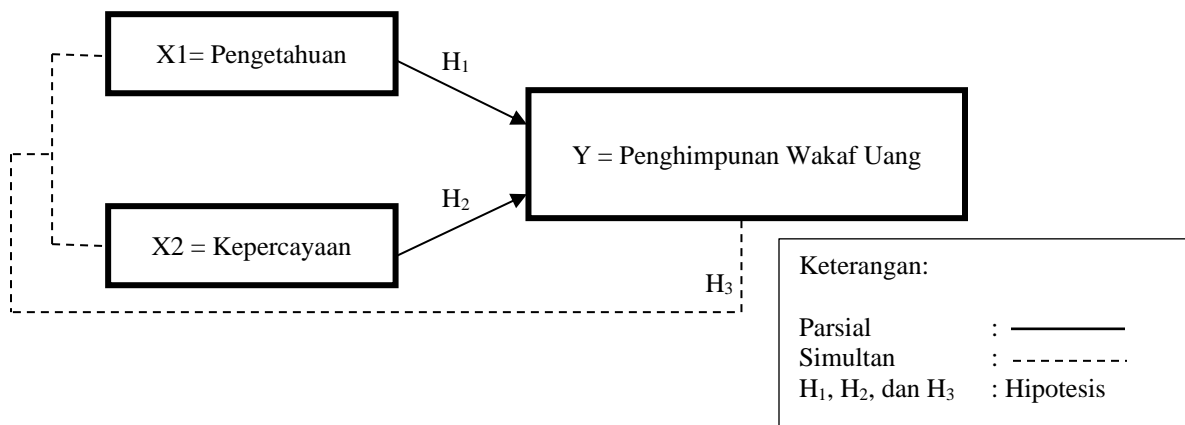 X1= Pengetahuan
H₁
Y = Penghimpunan Wakaf Uang
H₂
X2 = Kepercayaan
H₃
Keterangan:
Parsial : 
Simultan : 
H₁, H₂, dan H₃ : Hipotesis